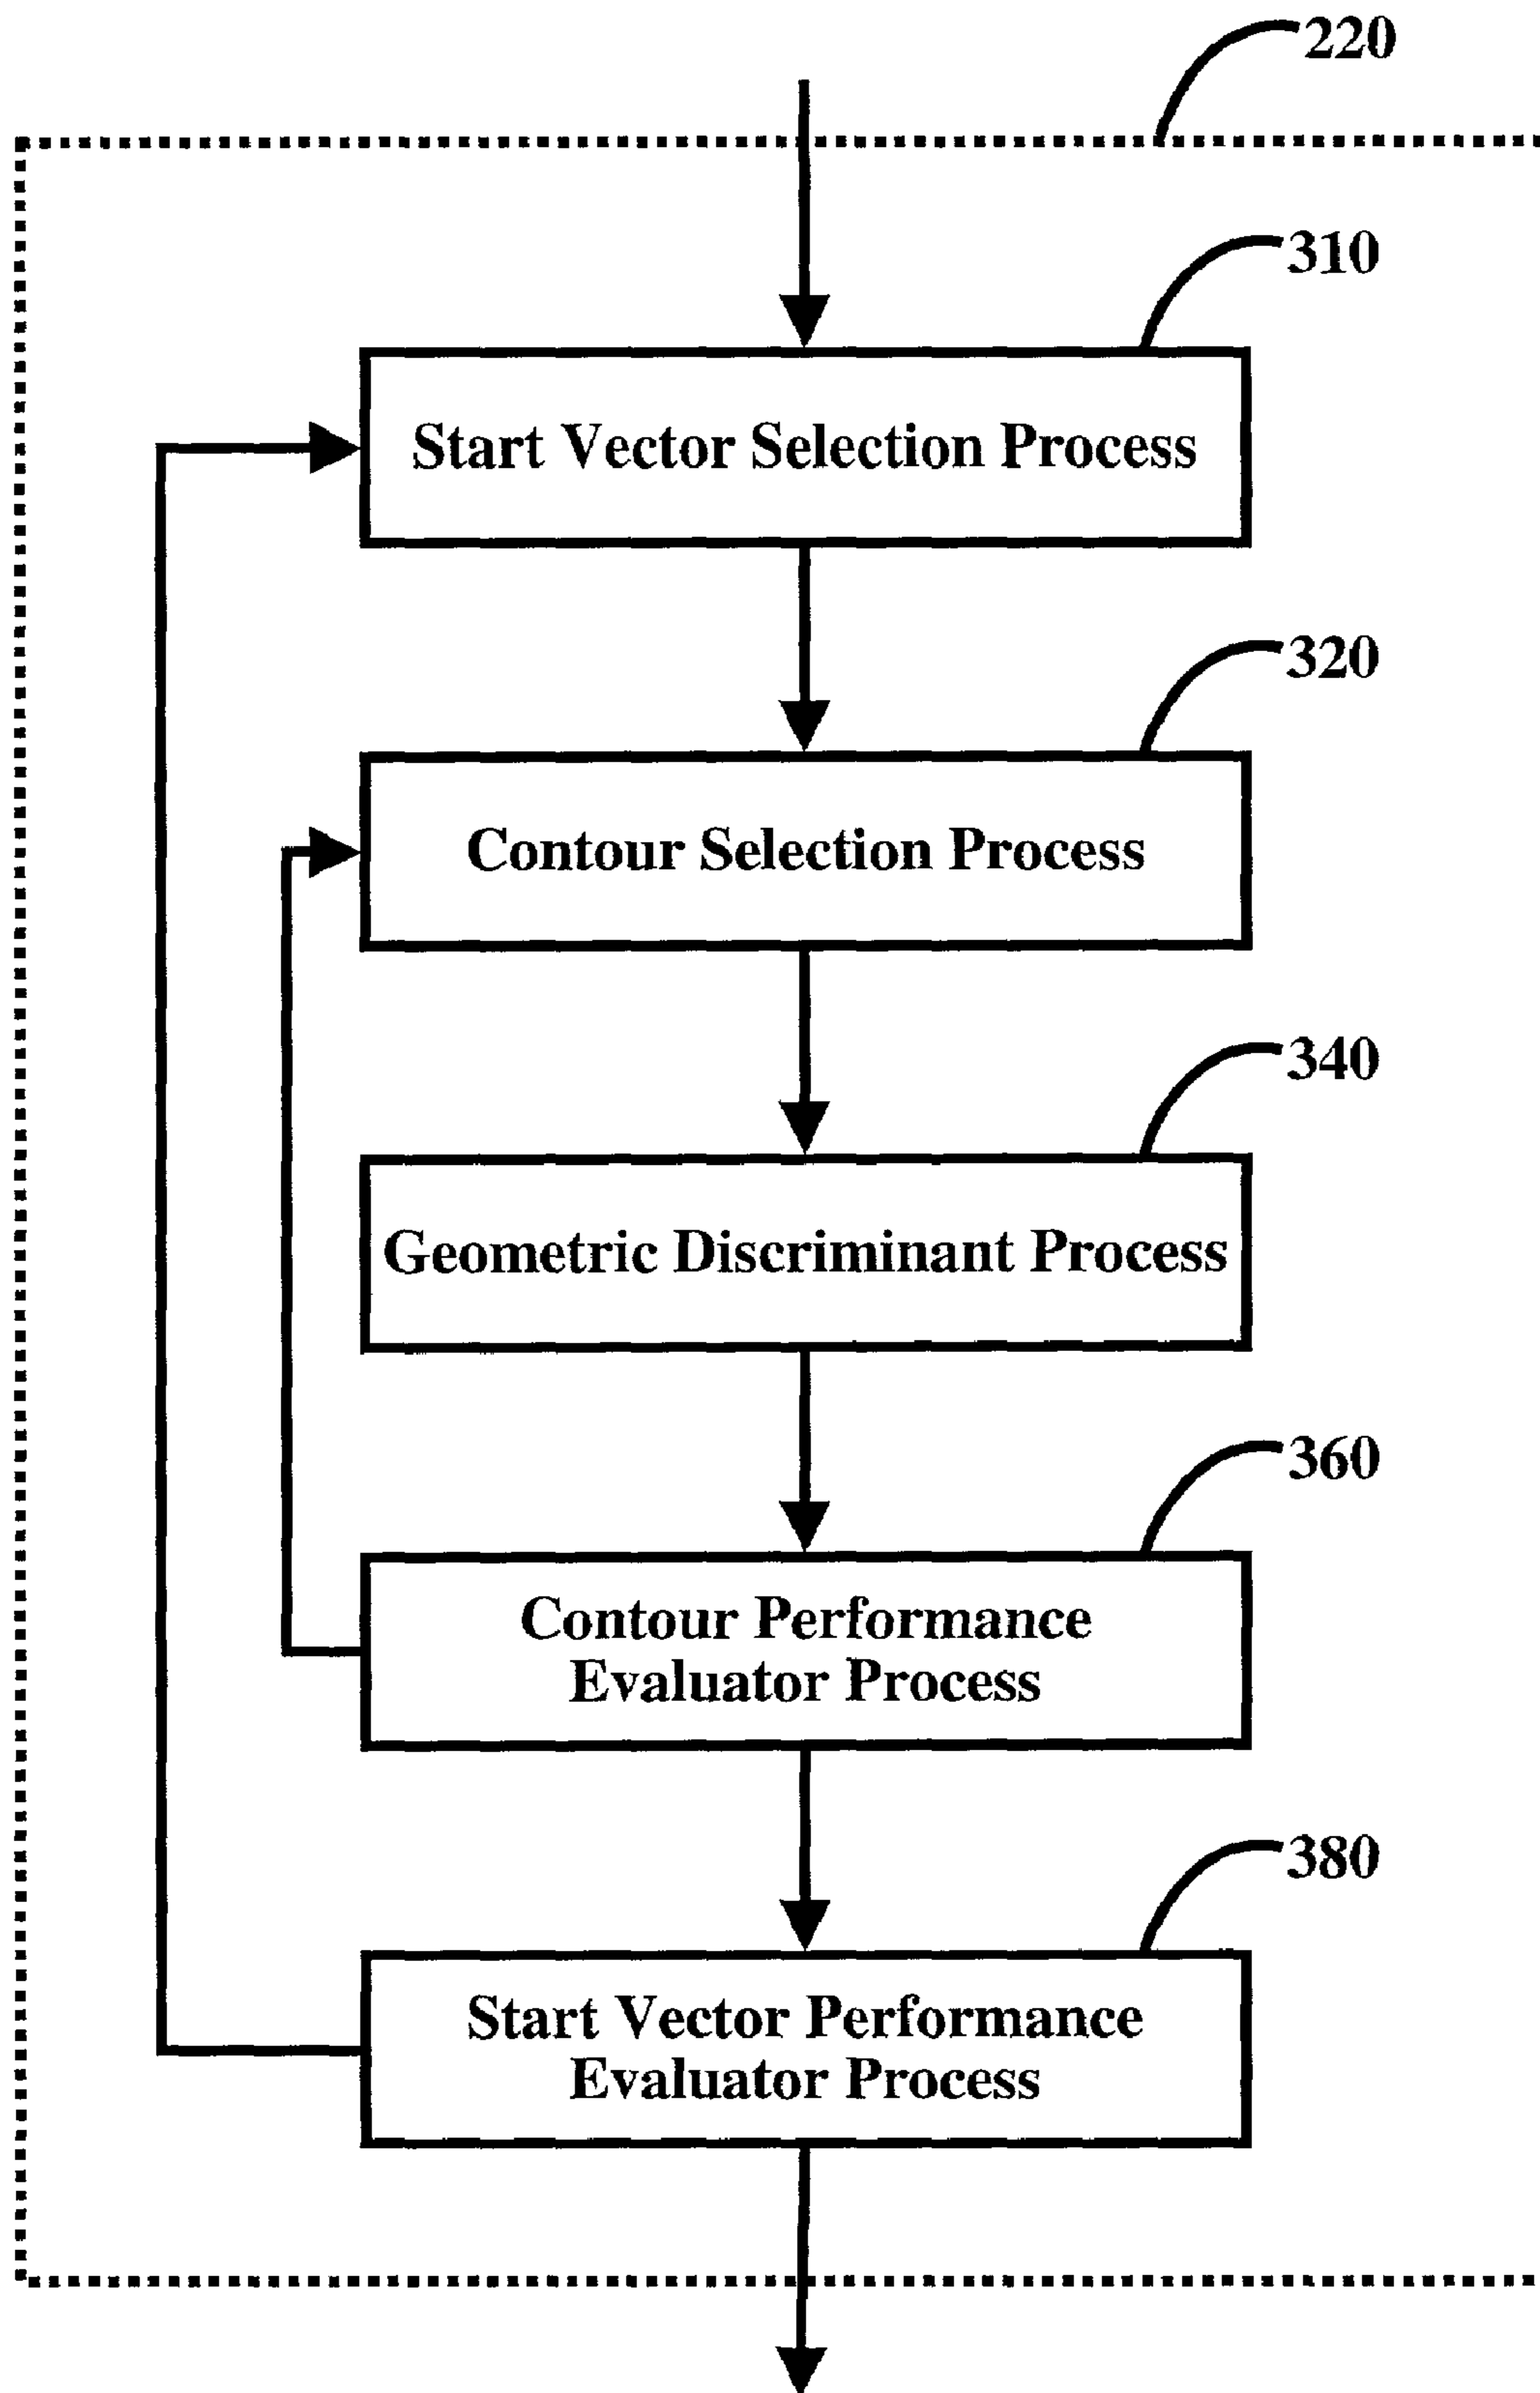 220
310
Start Vector Selection Process
320
Contour Selection Process
340
Geometric Discriminant Process
360
Contour Performance
Evaluator Process
380
Start Vector Performance
Evaluator Process